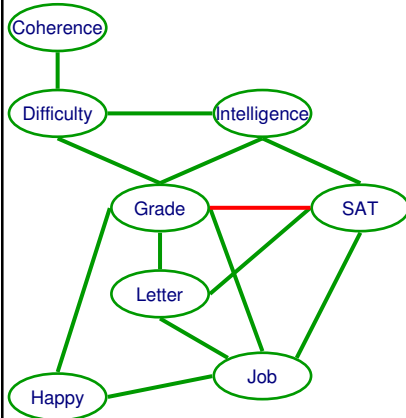 Coherence
Difficulty
Intelligence
Grade
SAT
Letter
Job
Happy